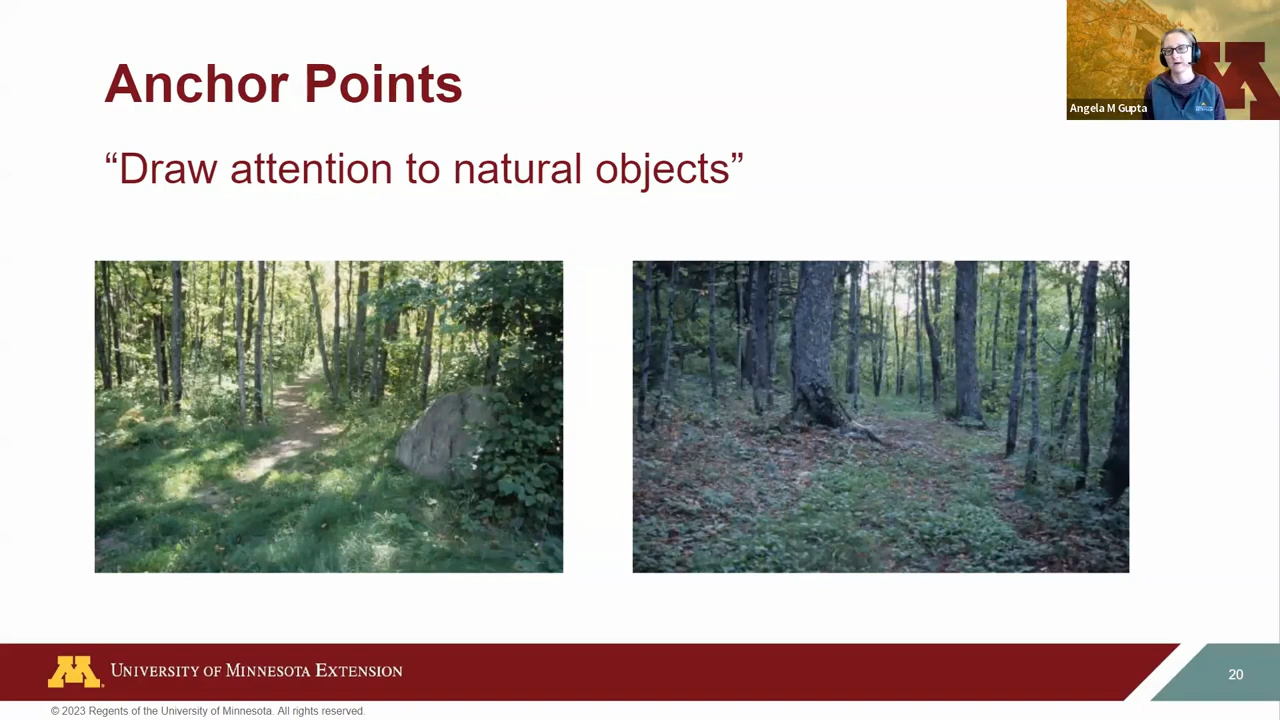 Anchor Points
“Draw attention to natural objects”
Angela M Gupta
University of Minnesota Extension
20
© 2023 Regents of the University of Minnesota. All rights reserved.